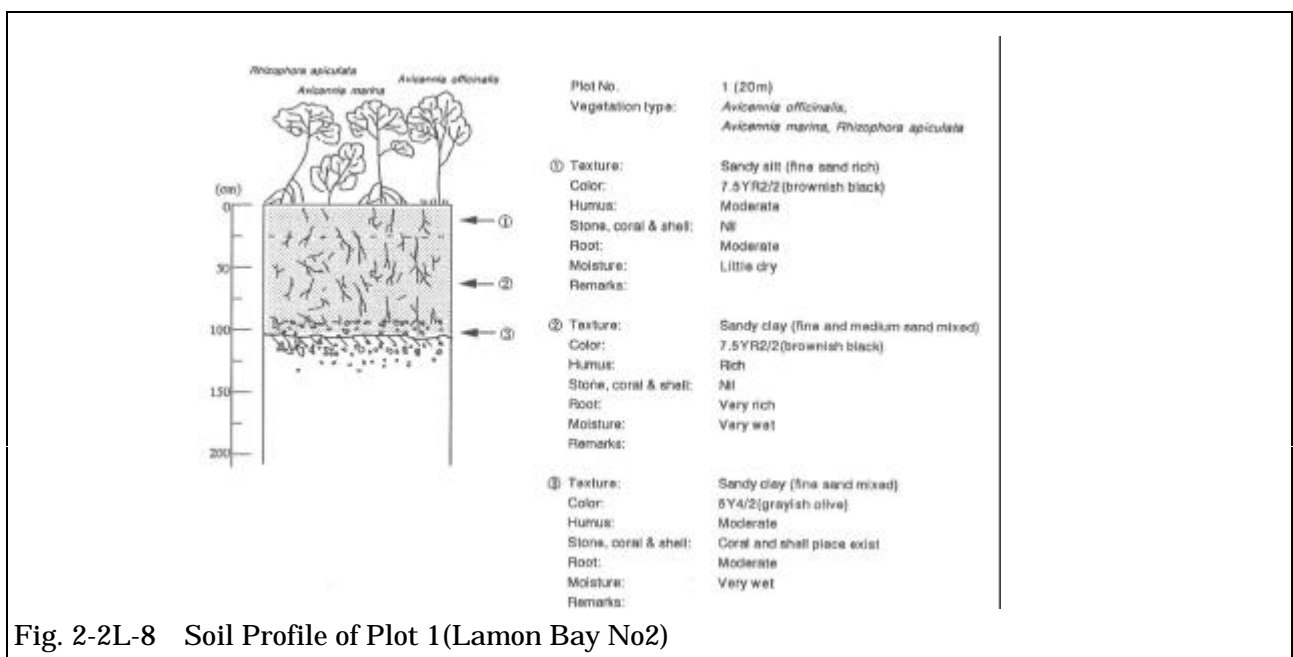 Rhizophora apiculata
Avicennia marina
Avicennia officinalis
(cm)
0
50
100
150
200
①
②
③
Plot No. 1 (20m)
Vegetation type: Avicennia officinalis,
Avicennia marina, Rhizophora apiculata
① Texture: Sandy silt (fine sand rich)
Color: 7.5YR2/2(brownish black)
Humus: Moderate
Stone, coral & shell: Nil
Root: Moderate
Moisture: Little dry
Remarks:
② Texture: Sandy clay (fine and medium sand mixed)
Color: 7.5YR2/2(brownish black)
Humus: Rich
Stone, coral & shell: Nil
Root: Very rich
Moisture: Very wet
Remarks:
③ Texture: Sandy clay (fine sand mixed)
Color: 5Y4/2(grayish olive)
Humus: Moderate
Stone, coral & shell: Coral and shell piece exist
Root: Moderate
Moisture: Very wet
Remarks:
Fig. 2-2L-8 Soil Profile of Plot 1(Lamon Bay No2)